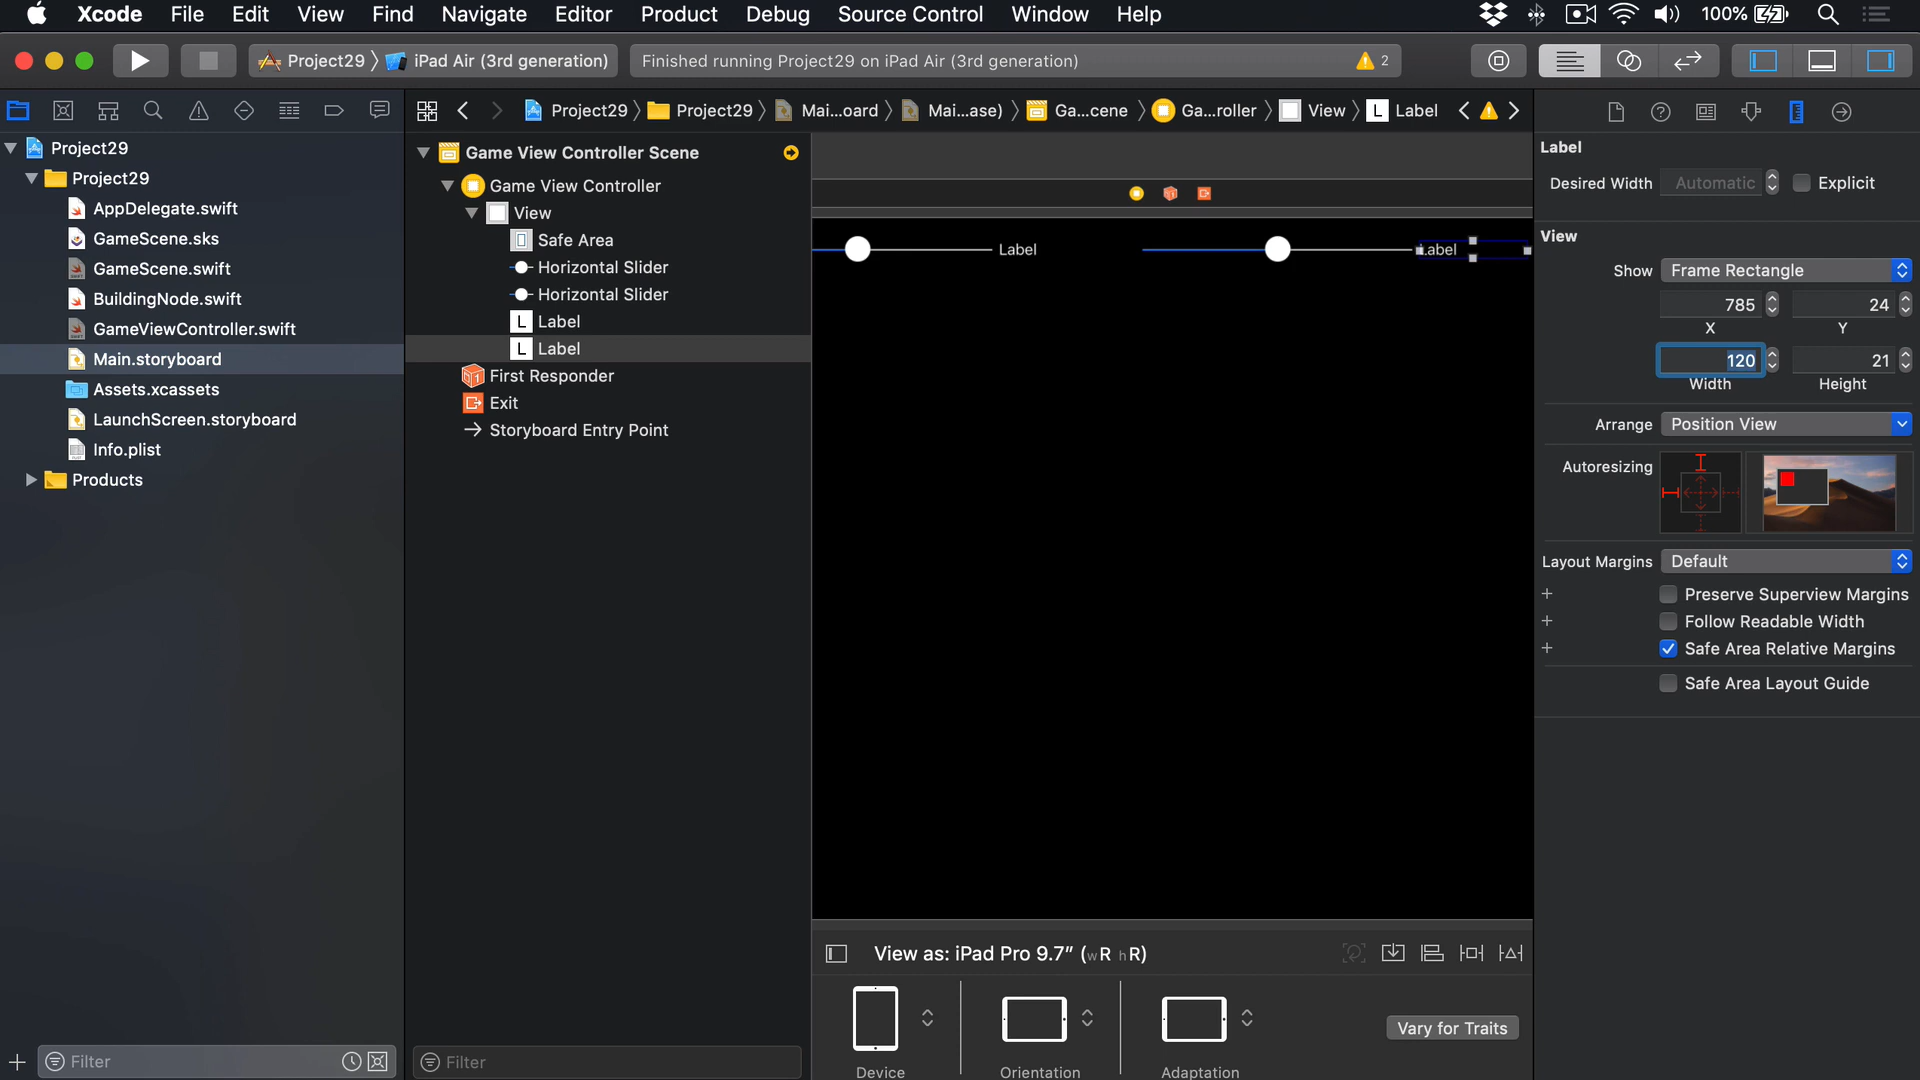 Xcode File Edit View Find Navigate Editor Product Debug Source Control Window Help 100%
Project29 iPad Air (3rd generation) Finished running Project29 on iPad Air (3rd generation) 2
Project29 Project29 Mai...oard Mai...ase) Ga...cene Ga...roller View L Label
Project29
Project29
AppDelegate.swift
GameScene.sks
GameScene.swift
BuildingNode.swift
GameViewController.swift
Main.storyboard
Assets.xcassets
LaunchScreen.storyboard
Info.plist
Products
Filter
Game View Controller Scene
Game View Controller
View
Safe Area
Horizontal Slider
Horizontal Slider
L Label
L Label
First Responder
Exit
Storyboard Entry Point
Filter
Label
Label
View as: iPad Pro 9.7” (wR hR)
Vary for Traits
Device Orientation Adaptation
Label
Desired Width Automatic Explicit
View
Show Frame Rectangle
785 24
X Y
120 21
Width Height
Arrange Position View
Autoresizing
Layout Margins Default
Preserve Superview Margins
Follow Readable Width
Safe Area Relative Margins
Safe Area Layout Guide